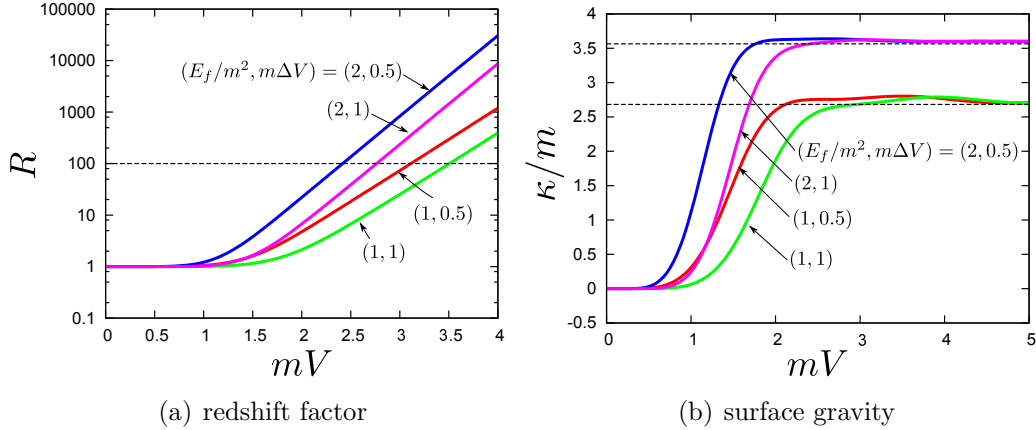 100000
10000
1000
100
10
1
0.1
R
(E_f/m², mΔV) = (2, 0.5)
(2, 1)
(1, 0.5)
(1, 1)
0 0.5 1 1.5 2 2.5 3 3.5 4
mV
(a) redshift factor
4
3.5
3
2.5
2
1.5
1
0.5
0
-0.5
κ/m
(E_f/m², mΔV) = (2, 0.5)
(2, 1)
(1, 0.5)
(1, 1)
0 1 2 3 4 5
mV
(b) surface gravity